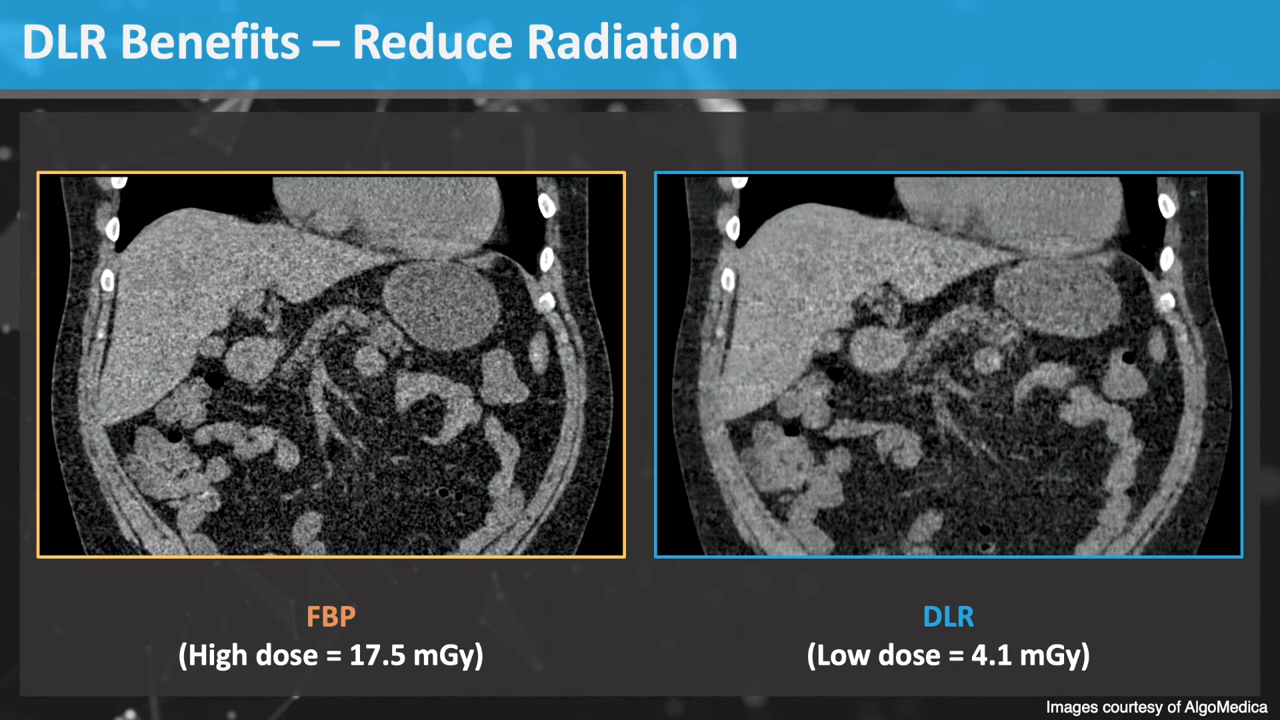 DLR Benefits – Reduce Radiation
FBP
(High dose = 17.5 mGy)
DLR
(Low dose = 4.1 mGy)
Images courtesy of AlgoMedica